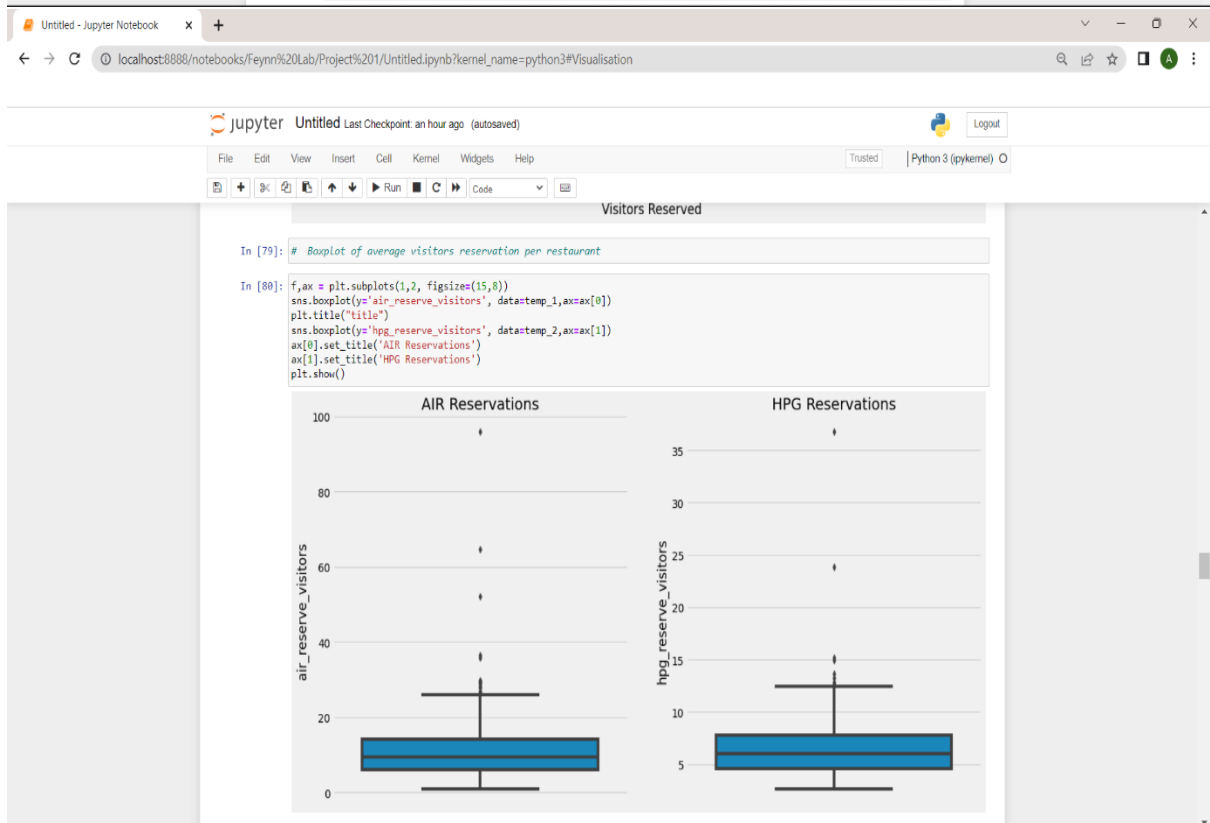 Untitled - Jupyter Notebook
localhost:8888/notebooks/Feynn%20Lab/Project%201/Untitled.ipynb?kernel_name=python3#Visualisation
A
jupyter Untitled Last Checkpoint: an hour ago (autosaved)
Logout
File Edit View Insert Cell Kernel Widgets Help
Trusted
Python 3 (ipykernel)
Run
Code
Visitors Reserved
In [79]: # Boxplot of average visitors reservation per restaurant
In [80]: f,ax = plt.subplots(1,2, figsize=(15,8))
sns.boxplot(y='air_reserve_visitors', data=temp_1,ax=ax[0])
plt.title("title")
sns.boxplot(y='hpg_reserve_visitors', data=temp_2,ax=ax[1])
ax[0].set_title('AIR Reservations')
ax[1].set_title('HPG Reservations')
plt.show()
AIR Reservations
100
80
60
40
20
0
air_reserve_visitors
HPG Reservations
35
30
25
20
15
10
5
hpg_reserve_visitors